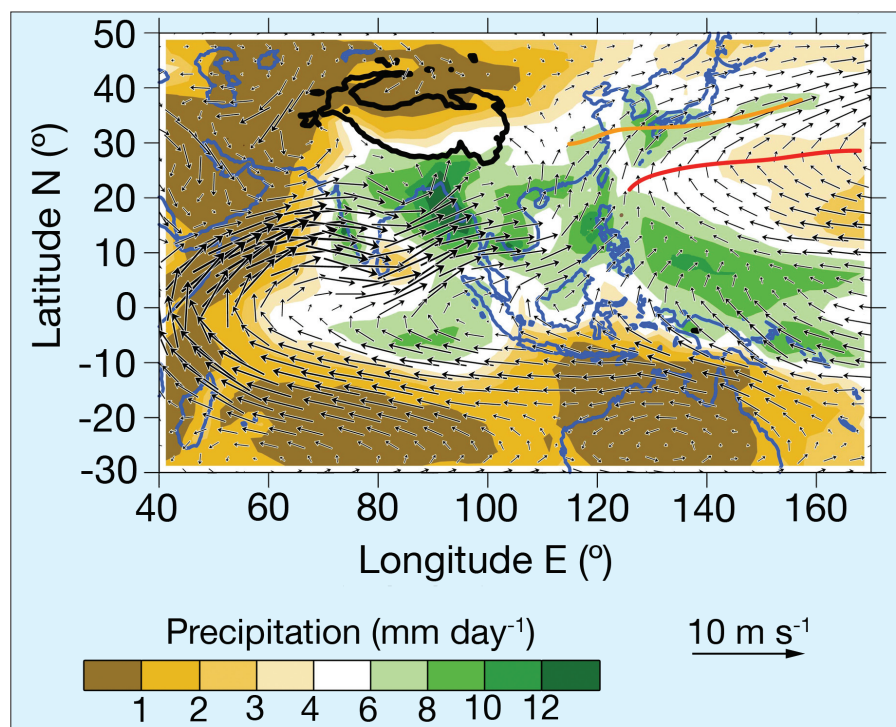 50
40
30
20
10
0
-10
-20
-30
Latitude N (º)
40 60 80 100 120 140 160
Longitude E (º)
Precipitation (mm day-1)
10 m s-1
1 2 3 4 6 8 10 12